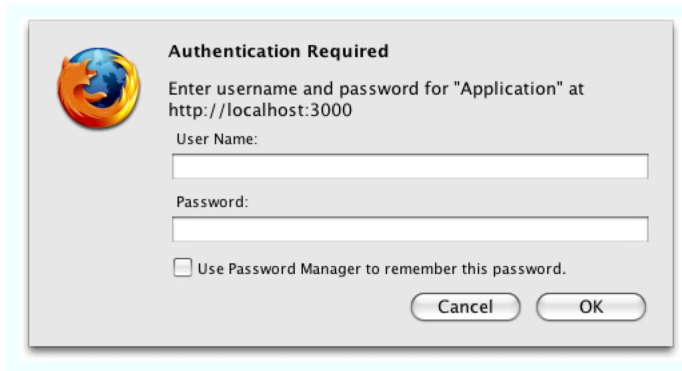 Authentication Required
Enter username and password for "Application" at
http://localhost:3000
User Name:
Password:
Use Password Manager to remember this password.
Cancel OK